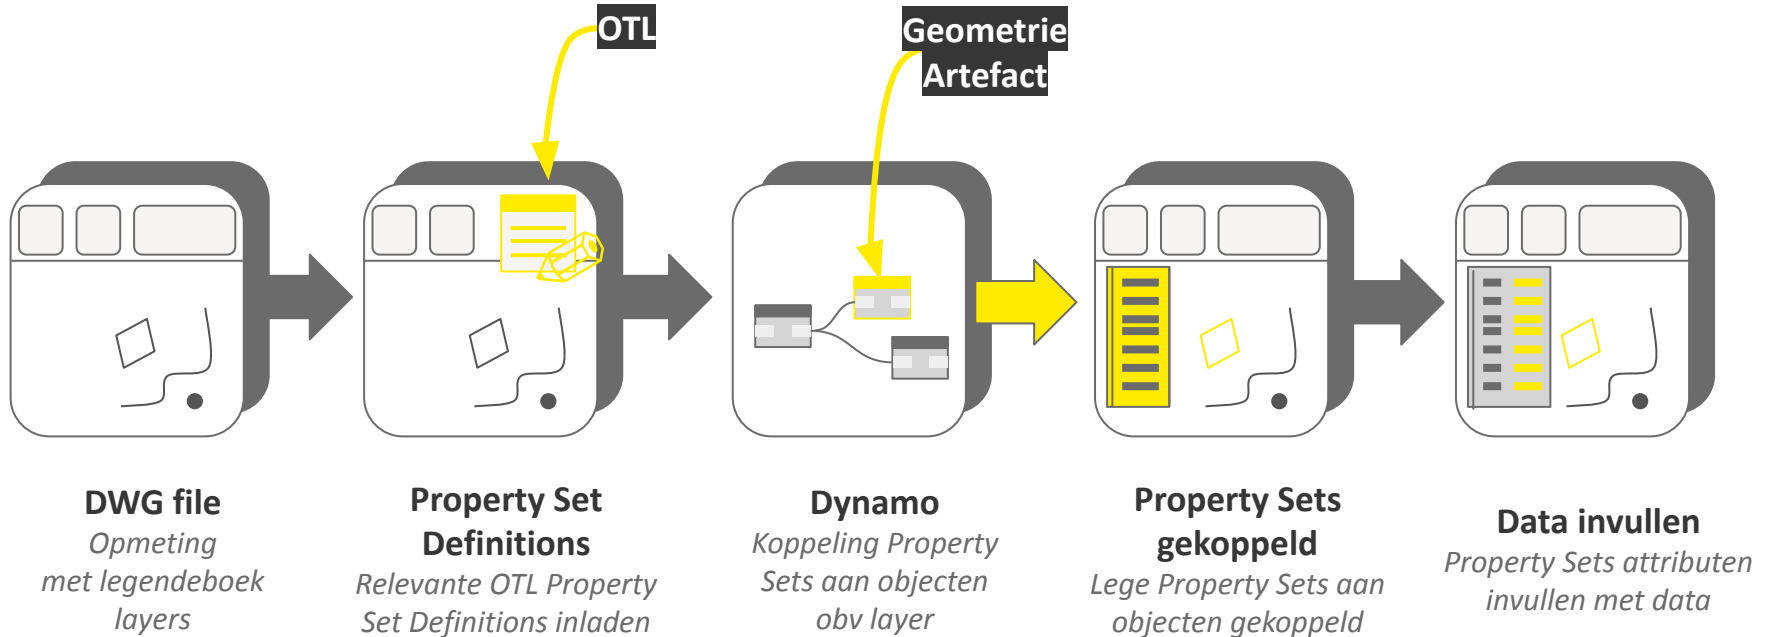 OTL
Geometrie
Artefact
DWG file
Opmeting
met legendeboek
layers
Property Set
Definitions
Relevante OTL Property
Set Definitions inladen
Dynamo
Koppeling Property
Sets aan objecten
obv layer
Property Sets
gekoppeld
Lege Property Sets aan
objecten gekoppeld
Data invullen
Property Sets attributen
invullen met data